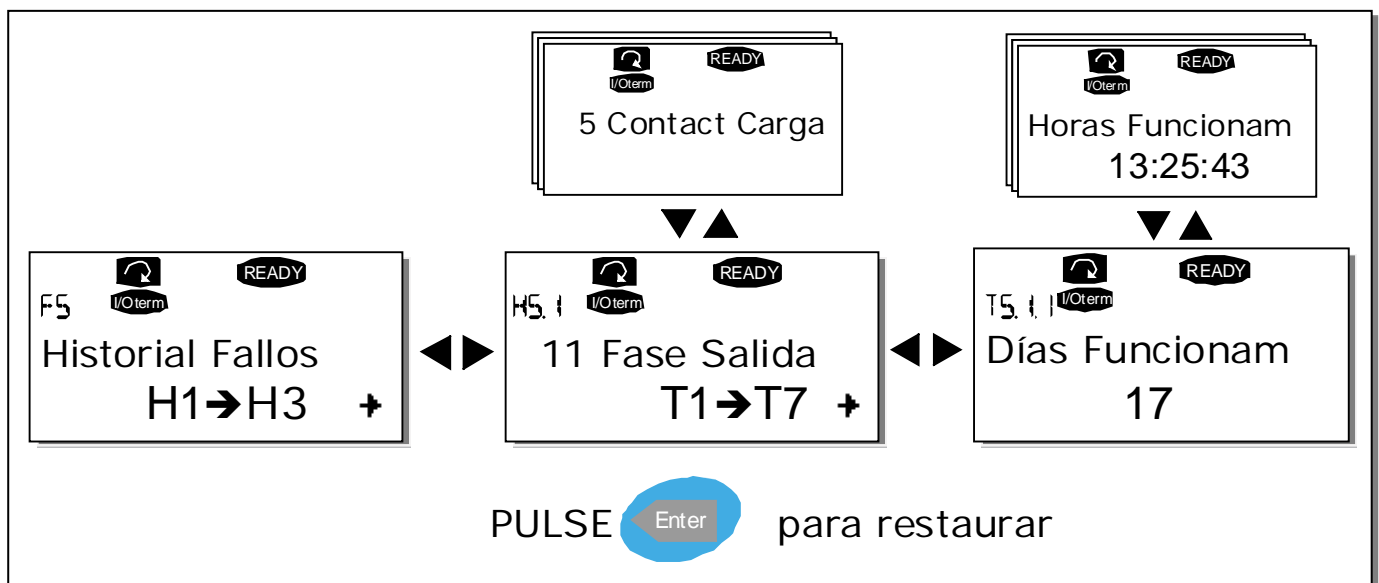 READY
I/Oterm
5 Contact Carga
READY
I/Oterm
Horas Funcionam
13:25:43
READY
F5 I/Oterm
Historial Fallos
H1➔H3
READY
H5.1 I/Oterm
11 Fase Salida
T1➔T7
READY
T5.1.1 I/Oterm
Días Funcionam
17
PULSE Enter para restaurar